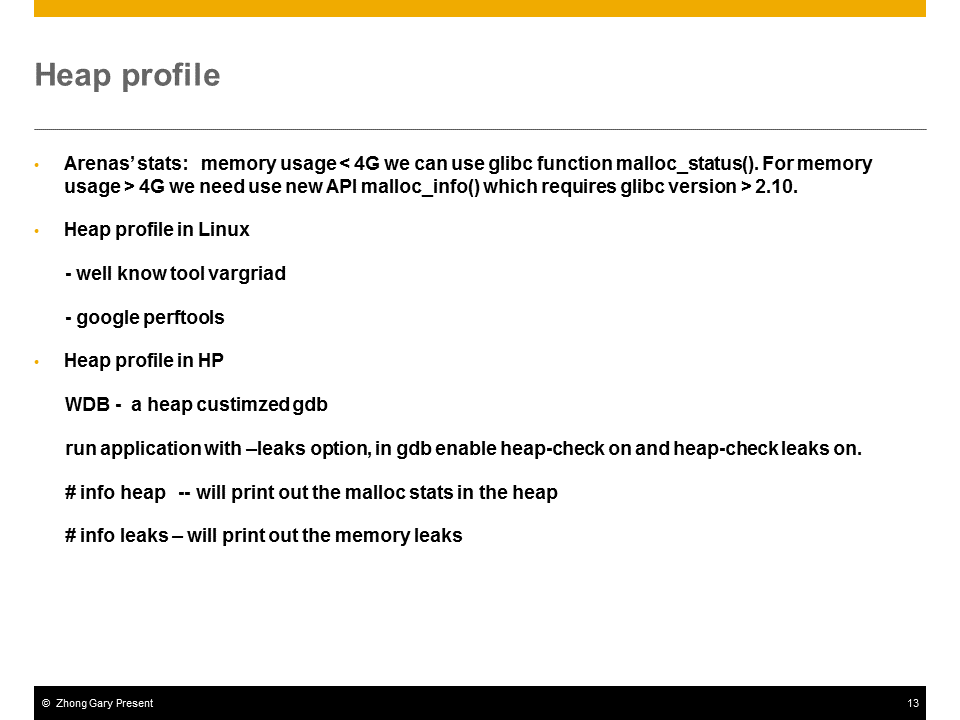 Heap profile
Arenas’ stats: memory usage < 4G we can use glibc function malloc_status(). For memory
usage > 4G we need use new API malloc_info() which requires glibc version > 2.10.
Heap profile in Linux
- well know tool vargriad
- google perftools
Heap profile in HP
WDB - a heap custimzed gdb
run application with –leaks option, in gdb enable heap-check on and heap-check leaks on.
# info heap -- will print out the malloc stats in the heap
# info leaks – will print out the memory leaks
© Zhong Gary Present 13